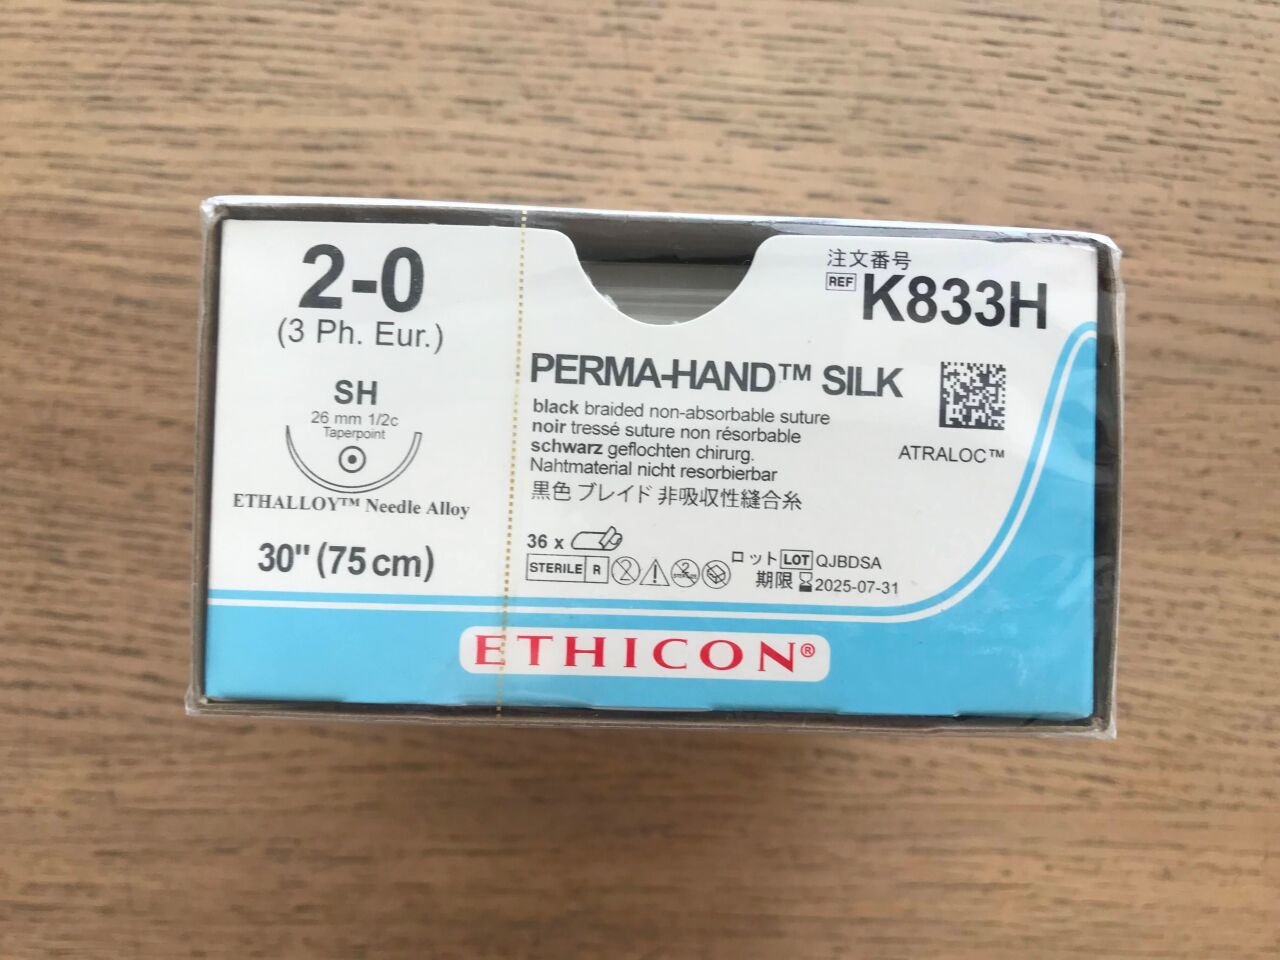 2-0
(3 Ph. Eur.)
SH
26 mm 1/2c
Taperpoint
ETHALLOY™ Needle Alloy
30" (75 cm)
注文番号
REF K833H
PERMA-HAND™ SILK
black braided non-absorbable suture
noir tressé suture non résorbable
schwarz geflochten chirurg.
Nahtmaterial nicht resorbierbar
黒色 ブレイド 非吸収性縫合糸
ATRALOC™
36 x
STERILE R
2
2
ロット LOT QJBDSA
期限 2025-07-31
ETHICON®